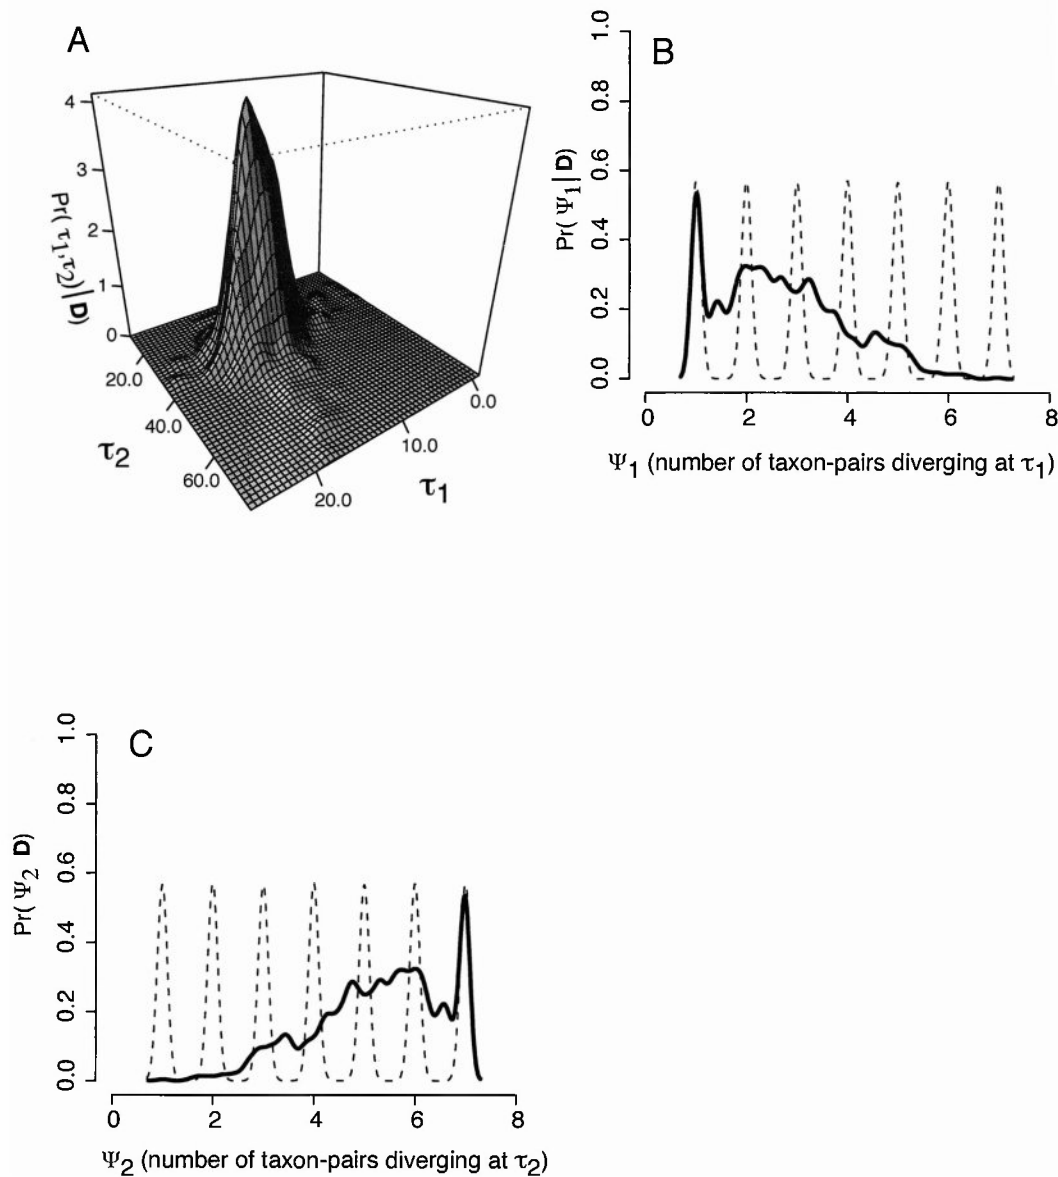 A
4
3
2
1
0
Pr( τ1,τ2)|D)
20.0
40.0
60.0
τ2
0.0
10.0
20.0
τ1
B
1.0
0.8
0.6
0.4
0.2
0.0
Pr( Ψ1| D)
0 2 4 6 8
Ψ1 (number of taxon-pairs diverging at τ1)
C
1.0
0.8
0.6
0.4
0.2
0.0
Pr( Ψ2 D)
0 2 4 6 8
Ψ2 (number of taxon-pairs diverging at τ2)